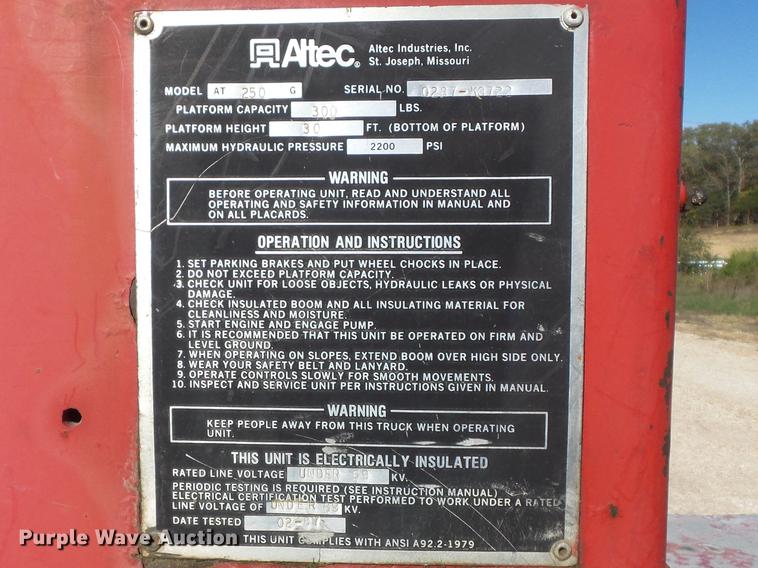 Altec® Altec Industries, Inc.
St. Joseph, Missouri
MODEL AT 250 G SERIAL NO.
PLATFORM CAPACITY 300 LBS.
PLATFORM HEIGHT 30 FT. (BOTTOM OF PLATFORM)
MAXIMUM HYDRAULIC PRESSURE 2200 PSI
WARNING
BEFORE OPERATING UNIT, READ AND UNDERSTAND ALL
OPERATING AND SAFETY INFORMATION IN MANUAL AND
ON ALL PLACARDS.
OPERATION AND INSTRUCTIONS
1. SET PARKING BRAKES AND PUT WHEEL CHOCKS IN PLACE.
2. DO NOT EXCEED PLATFORM CAPACITY.
3. CHECK UNIT FOR LOOSE OBJECTS, HYDRAULIC LEAKS OR PHYSICAL
DAMAGE.
4. CHECK INSULATED BOOM AND ALL INSULATING MATERIAL FOR
CLEANLINESS AND MOISTURE.
5. START ENGINE AND ENGAGE PUMP.
6. IT IS RECOMMENDED THAT THIS UNIT BE OPERATED ON FIRM AND
LEVEL GROUND.
7. WHEN OPERATING ON SLOPES, EXTEND BOOM OVER HIGH SIDE ONLY.
8. WEAR YOUR SAFETY BELT AND LANYARD.
9. OPERATE CONTROLS SLOWLY FOR SMOOTH MOVEMENTS.
10. INSPECT AND SERVICE UNIT PER INSTRUCTIONS GIVEN IN MANUAL.
WARNING
KEEP PEOPLE AWAY FROM THIS TRUCK WHEN OPERATING
UNIT.
THIS UNIT IS ELECTRICALLY INSULATED
RATED LINE VOLTAGE UNDER 69 KV.
PERIODIC TESTING IS REQUIRED (SEE INSTRUCTION MANUAL)
ELECTRICAL CERTIFICATION TEST PERFORMED TO WORK UNDER A RATED
LINE VOLTAGE OF UNDER 69 KV.
DATE TESTED
THIS UNIT COMPLIES WITH ANSI A92.2-1979
Purple Wave Auction